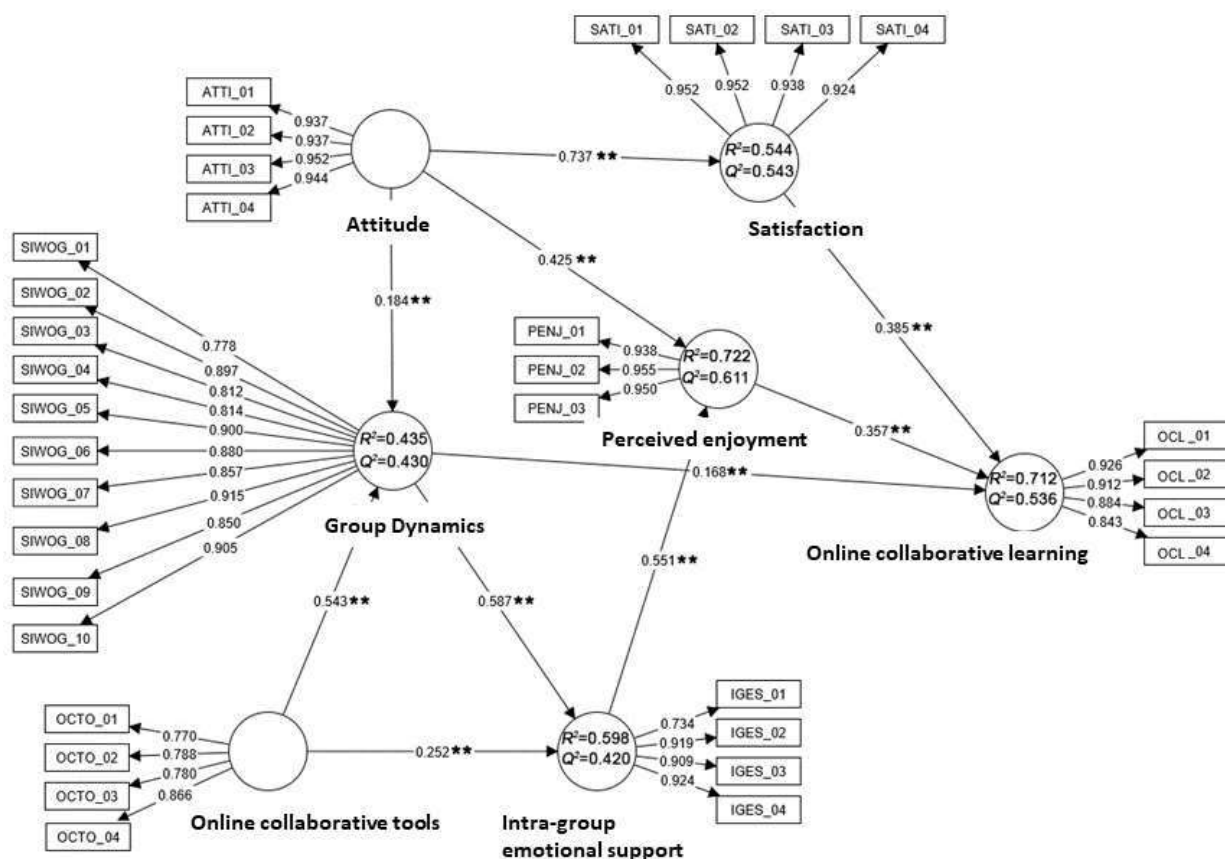 SATI_01
SATI_02
SATI_03
SATI_04
0.952
0.952
0.938
0.924
ATTI_01
ATTI_02
ATTI_03
ATTI_04
0.937
0.937
0.952
0.944
0.737**
R²=0.544
Q²=0.543
Attitude
Satisfaction
0.425**
0.184**
0.385**
SIWOG_01
SIWOG_02
SIWOG_03
SIWOG_04
SIWOG_05
SIWOG_06
SIWOG_07
SIWOG_08
SIWOG_09
SIWOG_10
0.778
0.897
0.812
0.814
0.900
0.880
0.857
0.915
0.850
0.905
R²=0.435
Q²=0.430
Group Dynamics
PENJ_01
PENJ_02
PENJ_03
0.938
0.955
0.950
R²=0.722
Q²=0.611
Perceived enjoyment
0.357**
0.168**
R²=0.712
Q²=0.536
0.926
0.912
0.884
0.843
OCL_01
OCL_02
OCL_03
OCL_04
Online collaborative learning
0.551**
0.543**
0.587**
OCTO_01
OCTO_02
OCTO_03
OCTO_04
0.770
0.788
0.780
0.866
0.252**
Online collaborative tools
R²=0.598
Q²=0.420
0.734
0.919
0.909
0.924
IGES_01
IGES_02
IGES_03
IGES_04
Intra-group
emotional support